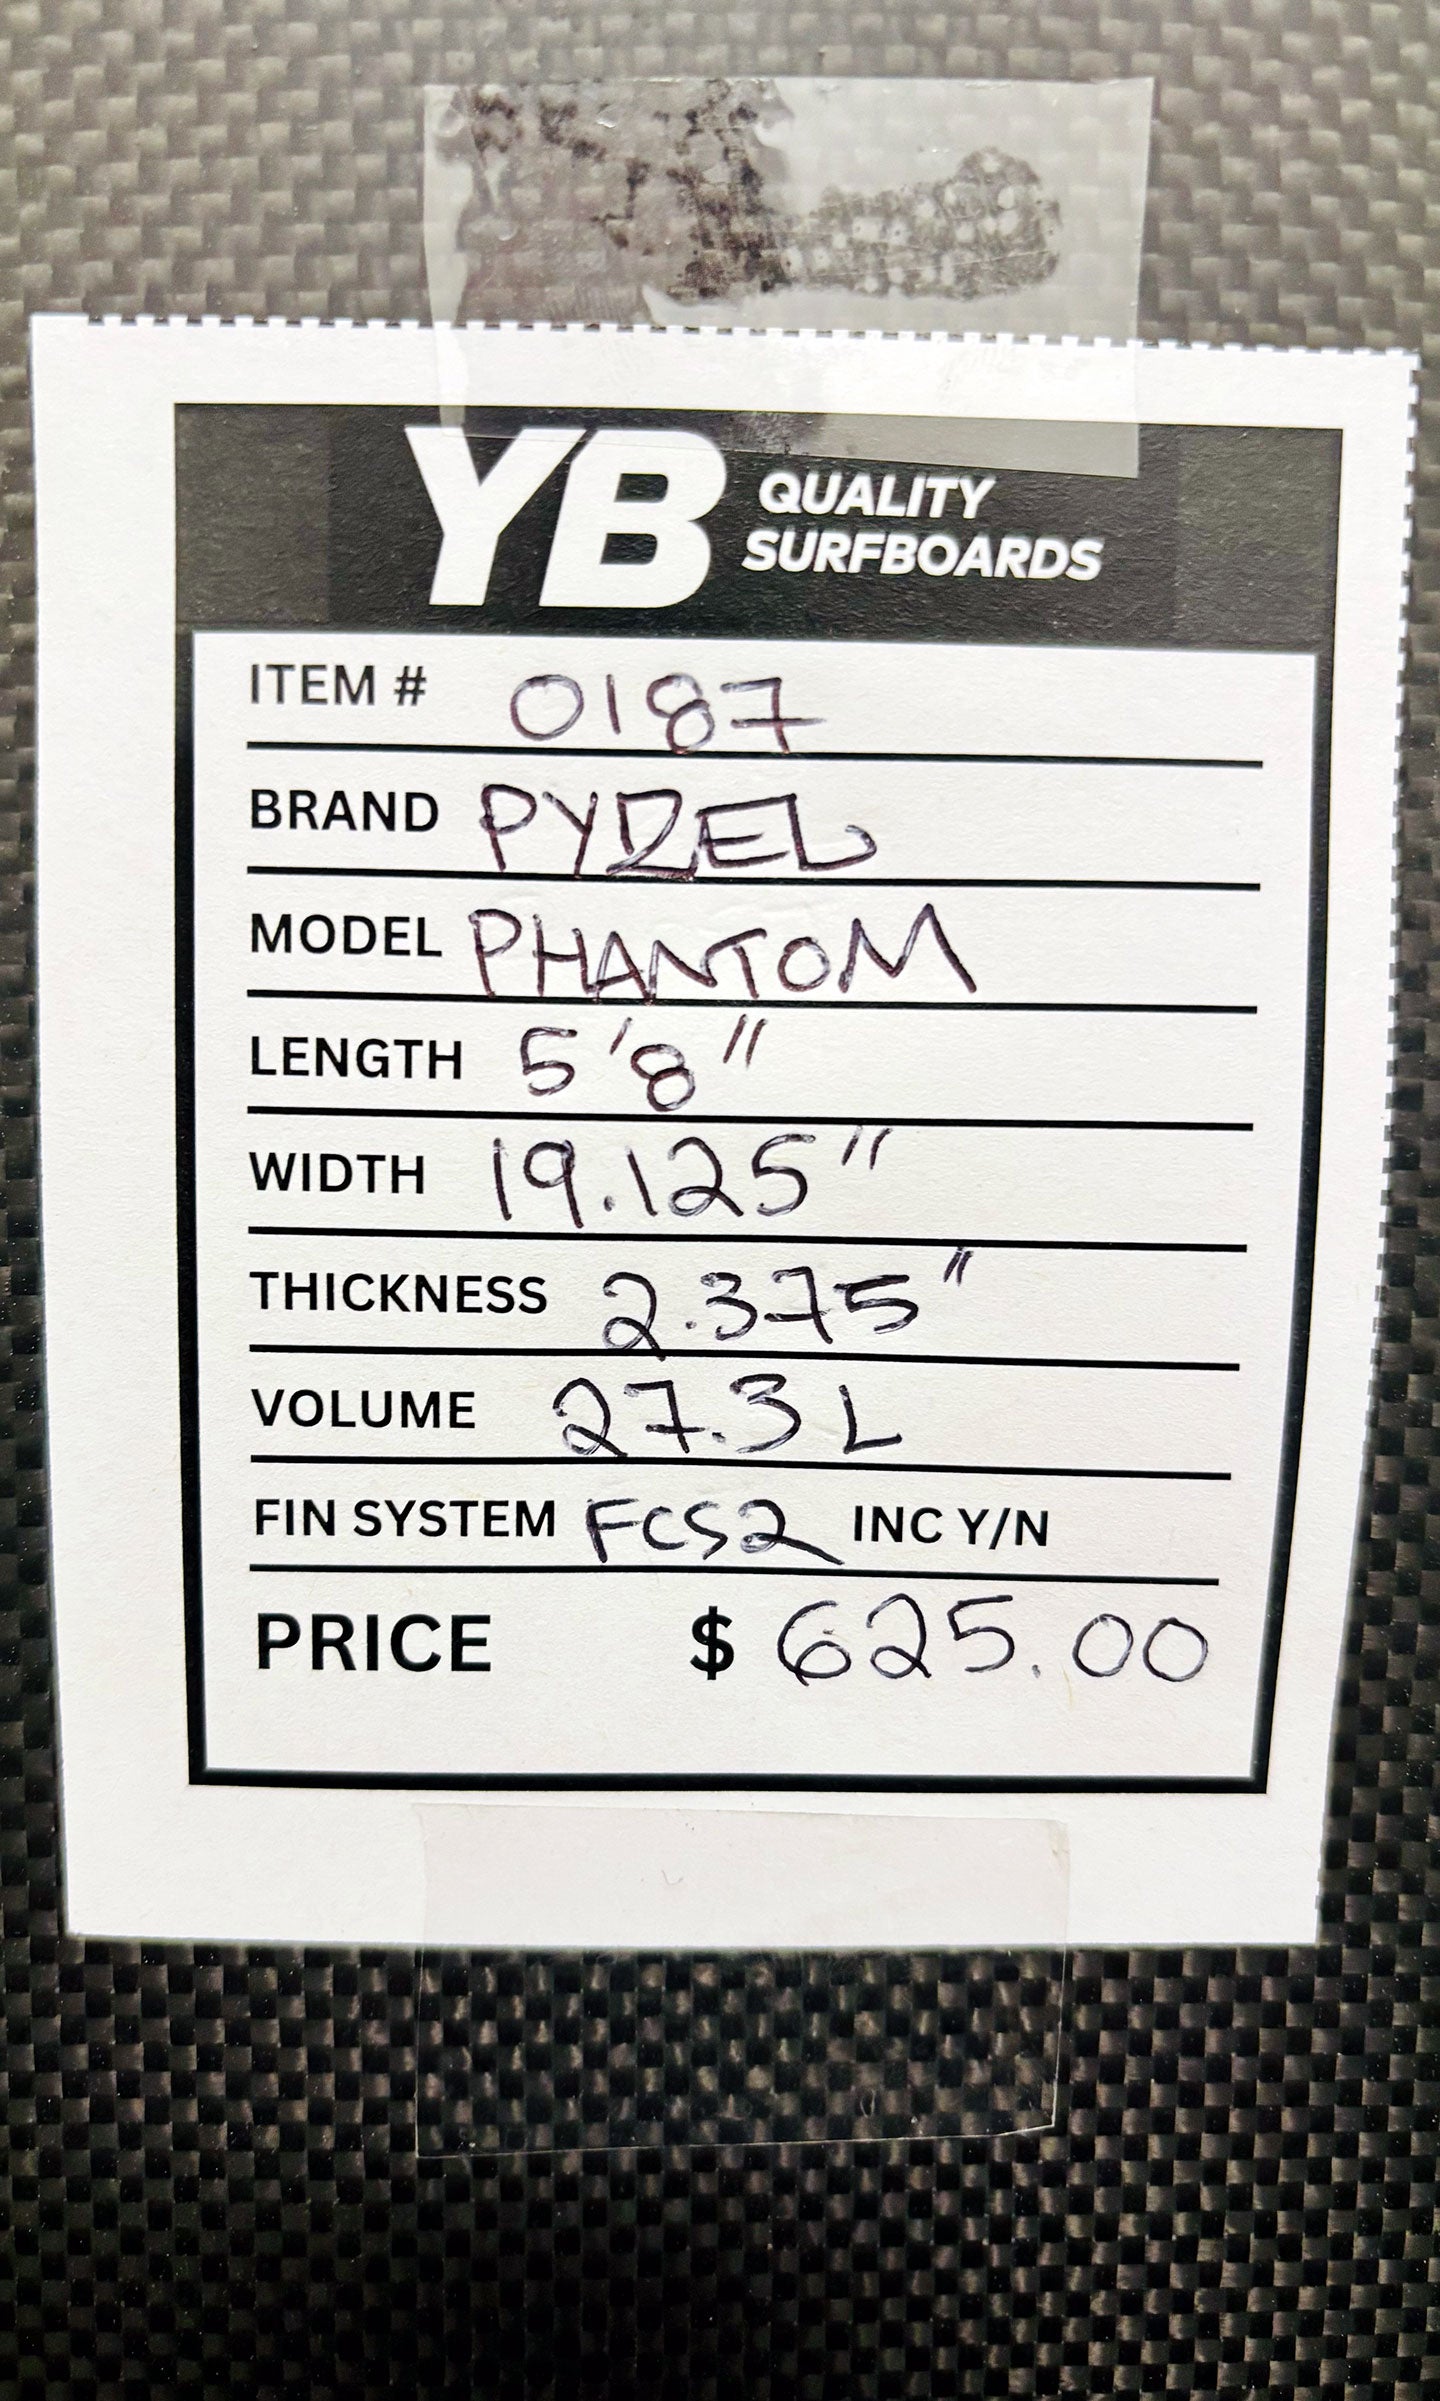 YB QUALITY
SURFBOARDS
ITEM # 0187
BRAND PYZEL
MODEL PHANTOM
LENGTH 5'8"
WIDTH 19.125"
THICKNESS 2.375"
VOLUME 27.3 L
FIN SYSTEM FCS2 INC Y/N
PRICE $ 625.00